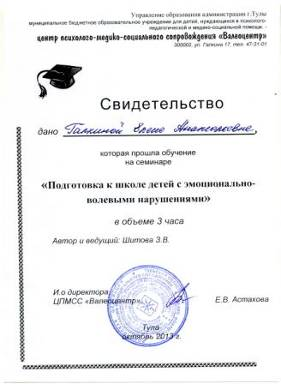 Управление образования администрации г.Тулы
муниципальное бюджетное образовательное учреждение для детей, нуждающихся в психолого-
педагогической и медико-социальной помощи -
центр психолого-медико-социального сопровождения «Валеоцентр»
300002, ул. Галкина 17, тел. 47-31-01
Свидетельство
дано Галкиной Елене Анатольевне,
которая прошла обучение
на семинаре
«Подготовка к школе детей с эмоционально-
волевыми нарушениями»
в объеме 3 часа
Автор и ведущий: Шитова З.В.
И.о директора
ЦПМСС «Валеоцентр» Е.В. Астахова
Тула
октябрь 2013 г.